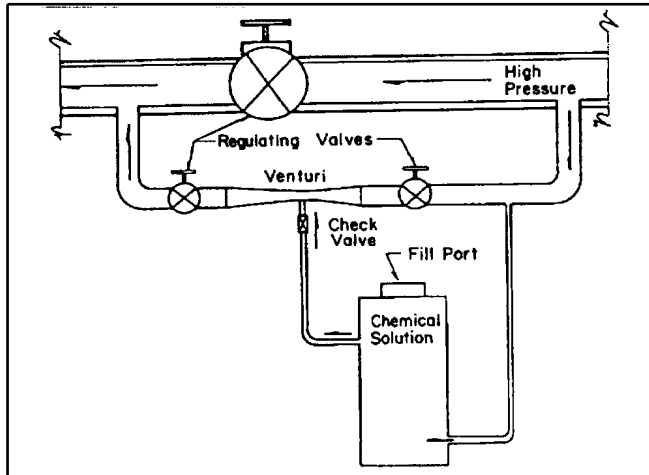 High
Pressure
Regulating Valves
Venturi
Check
Valve
Fill Port
Chemical
Solution